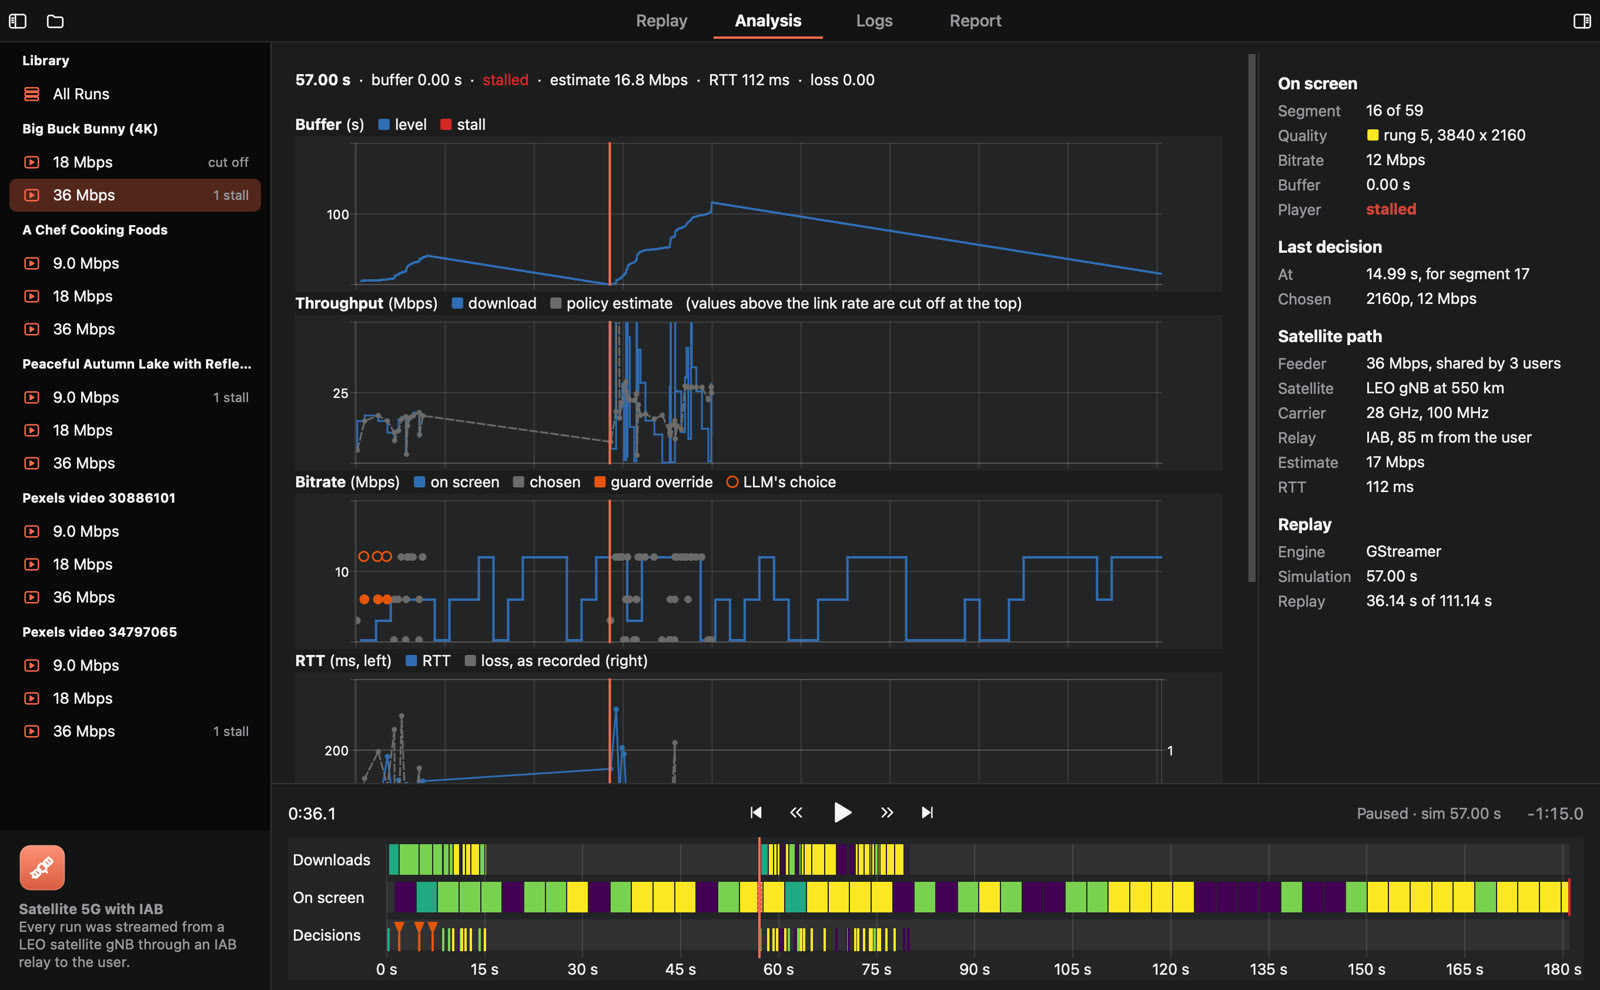 Replay
Analysis
Logs
Report
Library
All Runs
Big Buck Bunny (4K)
18 Mbps cut off
36 Mbps 1 stall
A Chef Cooking Foods
9.0 Mbps
18 Mbps
36 Mbps
Peaceful Autumn Lake with Refle...
9.0 Mbps 1 stall
18 Mbps
36 Mbps
Pexels video 30886101
9.0 Mbps
18 Mbps
36 Mbps
Pexels video 34797065
9.0 Mbps
18 Mbps
36 Mbps 1 stall
Satellite 5G with IAB
Every run was streamed from a
LEO satellite gNB through an IAB
relay to the user.
57.00 s · buffer 0.00 s · stalled · estimate 16.8 Mbps · RTT 112 ms · loss 0.00
Buffer (s) level stall
100
Throughput (Mbps) download policy estimate (values above the link rate are cut off at the top)
25
Bitrate (Mbps) on screen chosen guard override LLM's choice
10
RTT (ms, left) RTT loss, as recorded (right)
200 1
On screen
Segment 16 of 59
Quality rung 5, 3840 x 2160
Bitrate 12 Mbps
Buffer 0.00 s
Player stalled
Last decision
At 14.99 s, for segment 17
Chosen 2160p, 12 Mbps
Satellite path
Feeder 36 Mbps, shared by 3 users
Satellite LEO gNB at 550 km
Carrier 28 GHz, 100 MHz
Relay IAB, 85 m from the user
Estimate 17 Mbps
RTT 112 ms
Replay
Engine GStreamer
Simulation 57.00 s
Replay 36.14 s of 111.14 s
0:36.1
Paused · sim 57.00 s -1:15.0
Downloads
On screen
Decisions
0 s 15 s 30 s 45 s 60 s 75 s 90 s 105 s 120 s 135 s 150 s 165 s 180 s